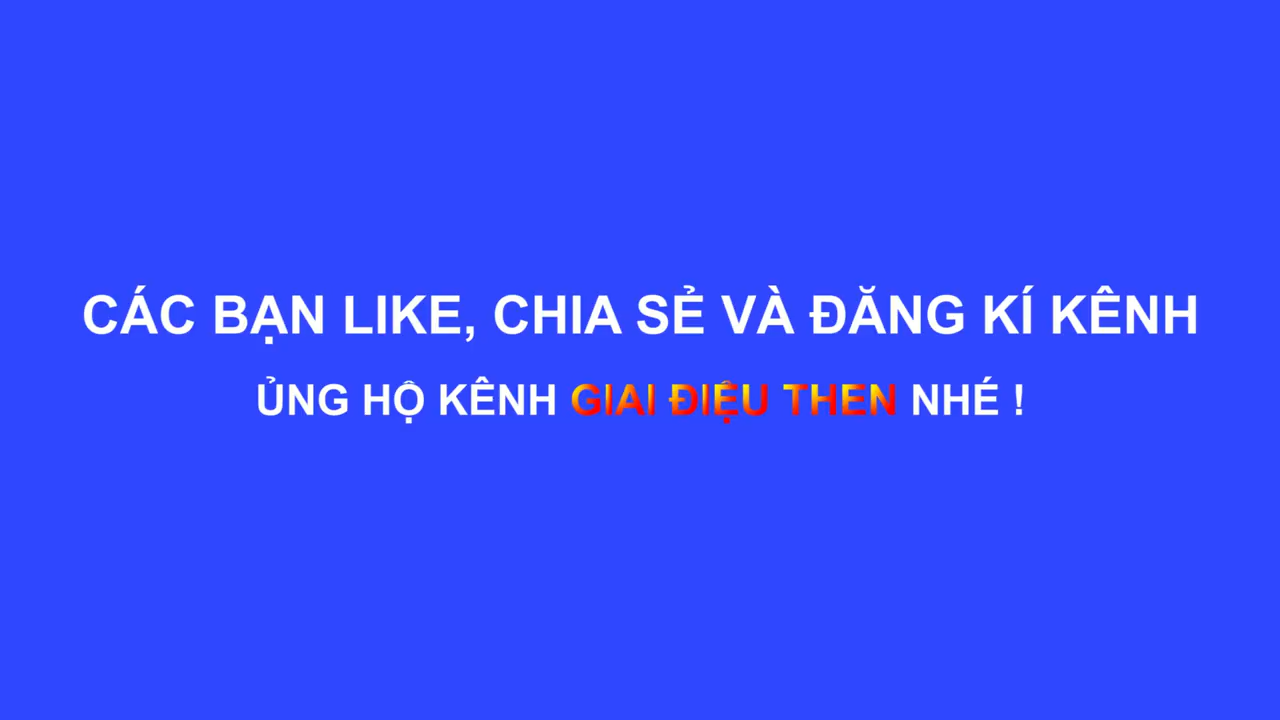 CÁC BẠN LIKE, CHIA SẺ VÀ ĐĂNG KÍ KÊNH
ỦNG HỘ KÊNH GIAI ĐIỆU THEN NHÉ !